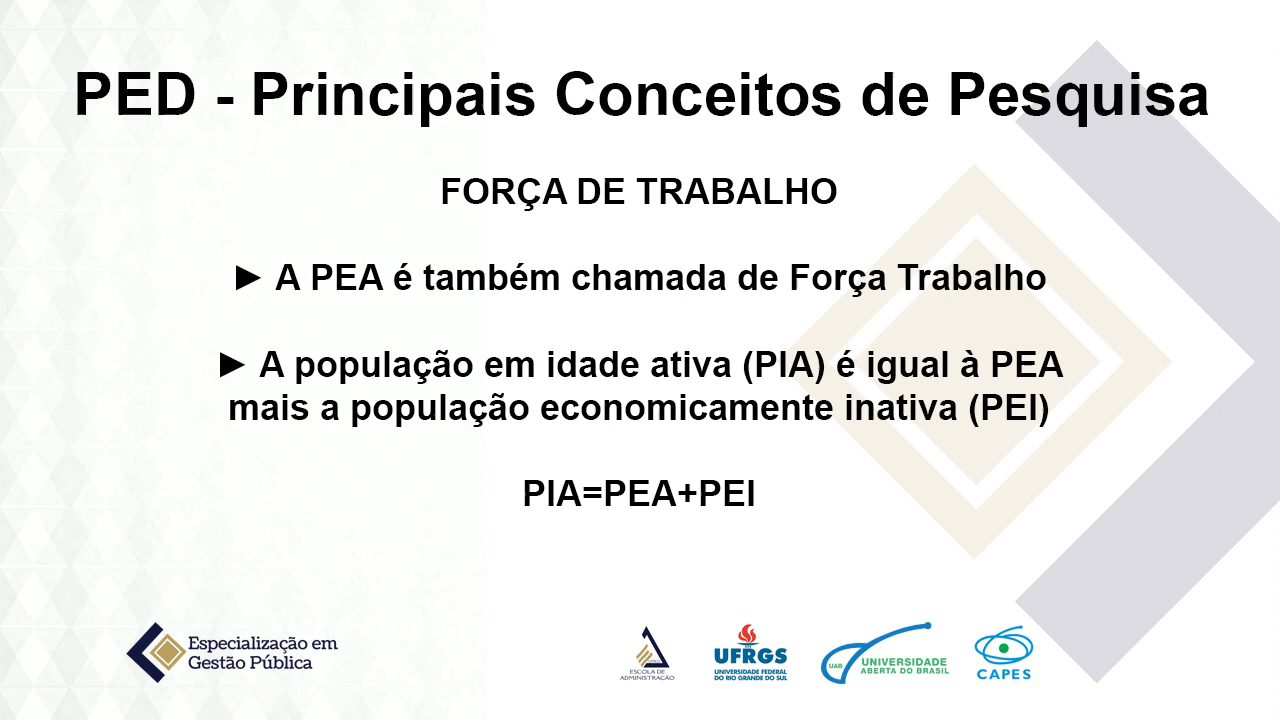 PED - Principais Conceitos de Pesquisa
FORÇA DE TRABALHO
► A PEA é também chamada de Força Trabalho
► A população em idade ativa (PIA) é igual à PEA
mais a população economicamente inativa (PEI)
PIA=PEA+PEI
Especialização em
Gestão Pública
ESCOLA DE
ADMINISTRAÇÃO
UFRGS
UNIVERSIDADE FEDERAL
DO RIO GRANDE DO SUL
UAB
UNIVERSIDADE
ABERTA DO BRASIL
CAPES